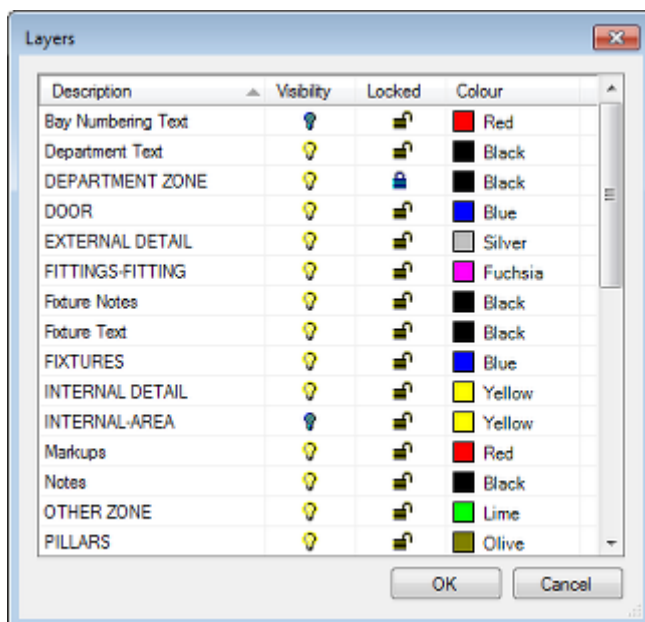 Layers
Description Visibility Locked Colour
Bay Numbering Text Red
Department Text Black
DEPARTMENT ZONE Black
DOOR Blue
EXTERNAL DETAIL Silver
FITTINGS-FITTING Fuchsia
Fixture Notes Black
Fixture Text Black
FIXTURES Blue
INTERNAL DETAIL Yellow
INTERNAL-AREA Yellow
Markups Red
Notes Black
OTHER ZONE Lime
PILLARS Olive
OK Cancel